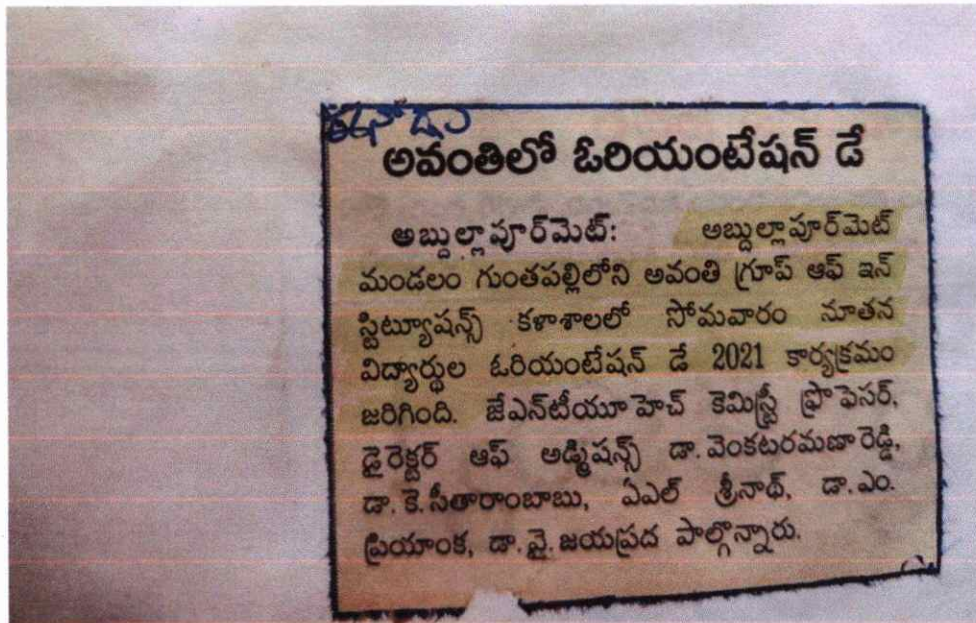 అవంతిలో ఓరియంటేషన్ డే
అబ్దుల్లాపూర్‌మెట్: అబ్దుల్లాపూర్‌మెట్
మండలం గుంతపల్లిలోని అవంతి గ్రూప్ ఆఫ్ ఇన్
స్టిట్యూషన్స్ కళాశాలలో సోమవారం నూతన
విద్యార్థుల ఓరియంటేషన్ డే 2021 కార్యక్రమం
జరిగింది. జేఎన్‌టీయూహెచ్ కెమిస్ట్రీ ప్రొఫెసర్,
డైరెక్టర్ ఆఫ్ అడ్మిషన్స్ డా.వెంకటరమణారెడ్డి,
డా.కె.సీతారాంబాబు, ఏఎల్ శ్రీనాథ్, డా.ఎం.
ప్రియాంక, డా.వై.జయప్రద పాల్గొన్నారు.